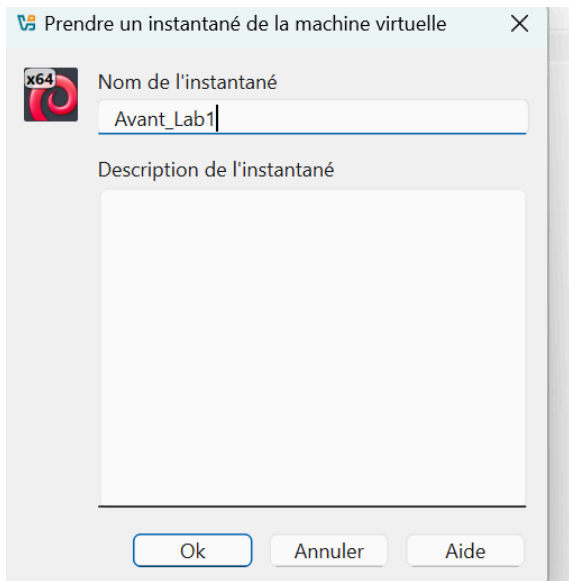 Prendre un instantané de la machine virtuelle
x64
Nom de l'instantané
Avant_Lab1
Description de l'instantané
Ok Annuler Aide